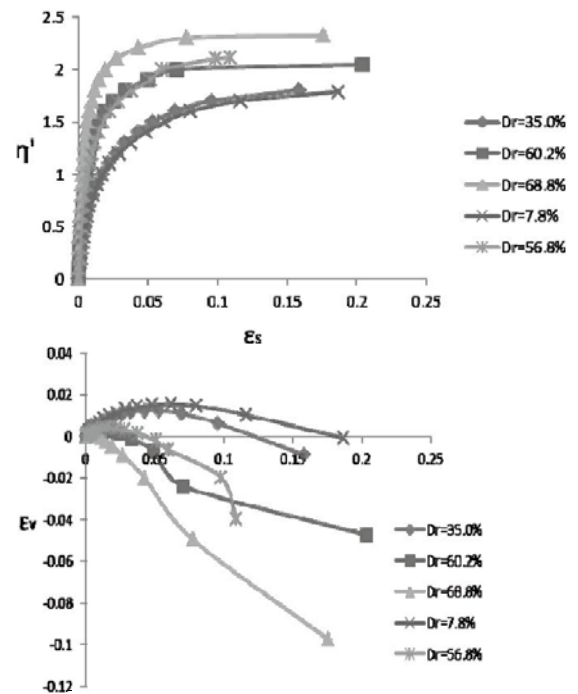 2.5
2
1.5
1
0.5
0
η'
0 0.05 0.1 0.15 0.2 0.25
εs
Dr=35.0%
Dr=60.2%
Dr=68.8%
Dr=7.8%
Dr=56.8%
0.04
0.02
0
-0.02
-0.04
-0.06
-0.08
-0.1
-0.12
εv
0 0.05 0.1 0.15 0.2 0.25
Dr=35.0%
Dr=60.2%
Dr=68.8%
Dr=7.8%
Dr=56.8%